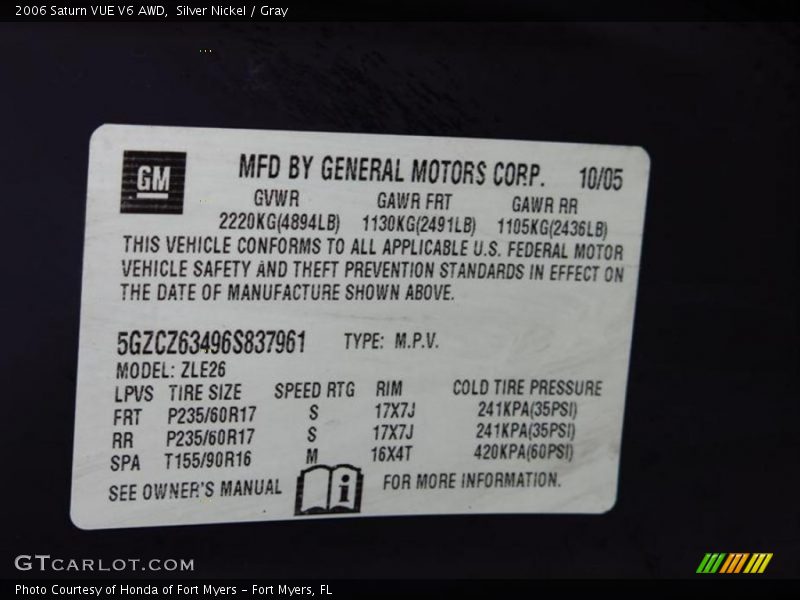 2006 Saturn VUE V6 AWD,  Silver Nickel / Gray
GM MFD BY GENERAL MOTORS CORP. 10/05
GVWR GAWR FRT GAWR RR
2220KG(4894LB) 1130KG(2491LB) 1105KG(2436LB)
THIS VEHICLE CONFORMS TO ALL APPLICABLE U.S. FEDERAL MOTOR
VEHICLE SAFETY AND THEFT PREVENTION STANDARDS IN EFFECT ON
THE DATE OF MANUFACTURE SHOWN ABOVE.
5GZCZ63496S837961 TYPE: M.P.V.
MODEL: ZLE26
LPVS TIRE SIZE SPEED RTG RIM COLD TIRE PRESSURE
FRT P235/60R17 S 17X7J 241KPA(35PSI)
RR P235/60R17 S 17X7J 241KPA(35PSI)
SPA T155/90R16 M 16X4T 420KPA(60PSI)
SEE OWNER'S MANUAL i FOR MORE INFORMATION.
GTCARLOT.COM
Photo Courtesy of Honda of Fort Myers - Fort Myers, FL